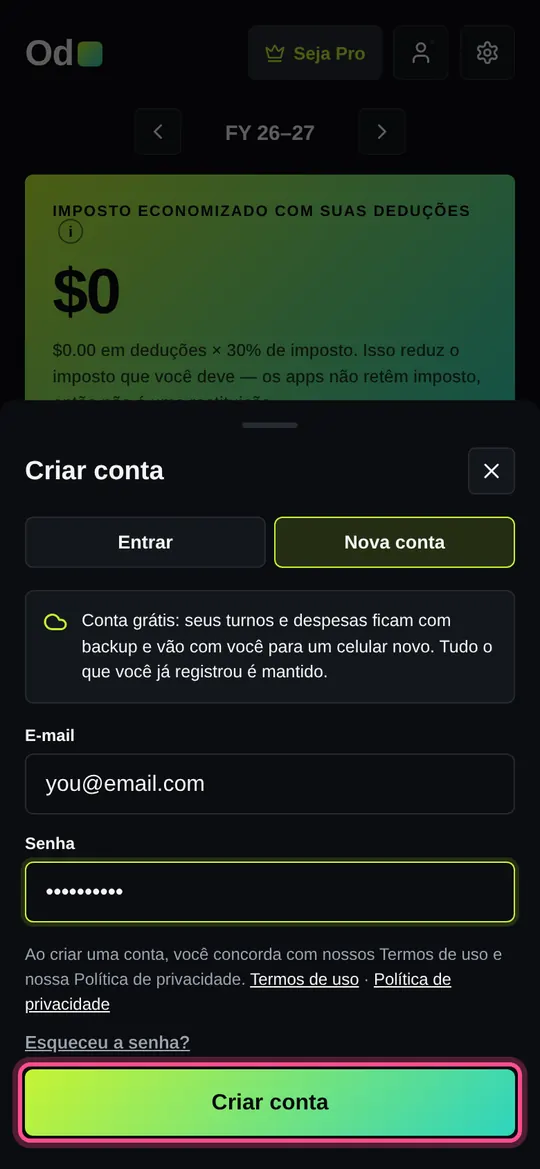 Od
Seja Pro
FY 26–27
IMPOSTO ECONOMIZADO COM SUAS DEDUÇÕES
i
$0
$0.00 em deduções × 30% de imposto. Isso reduz o
imposto que você deve — os apps não retêm imposto,
então não é uma restituição.
Criar conta
Entrar
Nova conta
Conta grátis: seus turnos e despesas ficam com
backup e vão com você para um celular novo. Tudo o
que você já registrou é mantido.
E-mail
you@email.com
Senha
••••••••••
Ao criar uma conta, você concorda com nossos Termos de uso e
nossa Política de privacidade. Termos de uso · Política de
privacidade
Esqueceu a senha?
Criar conta